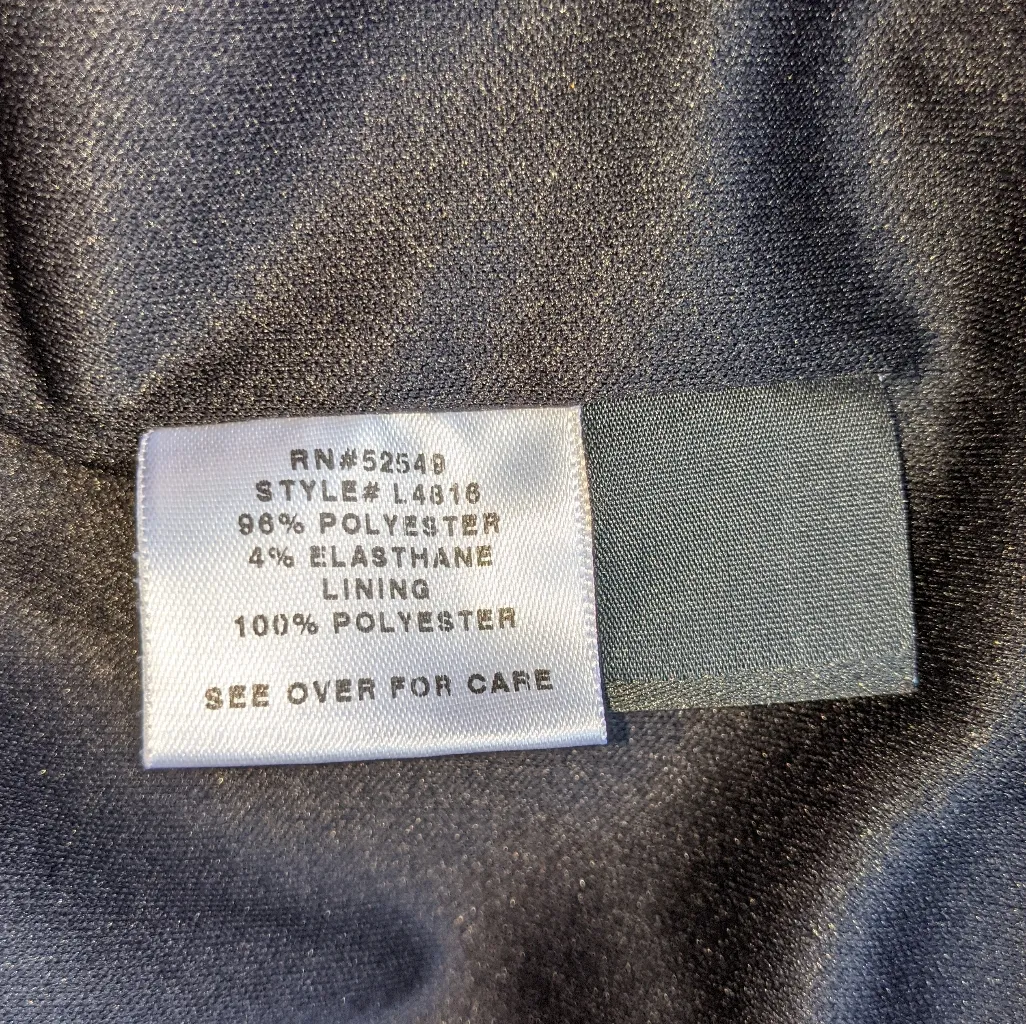 RN#52549
STYLE# L4816
96% POLYESTER
4% ELASTHANE
LINING
100% POLYESTER
SEE OVER FOR CARE